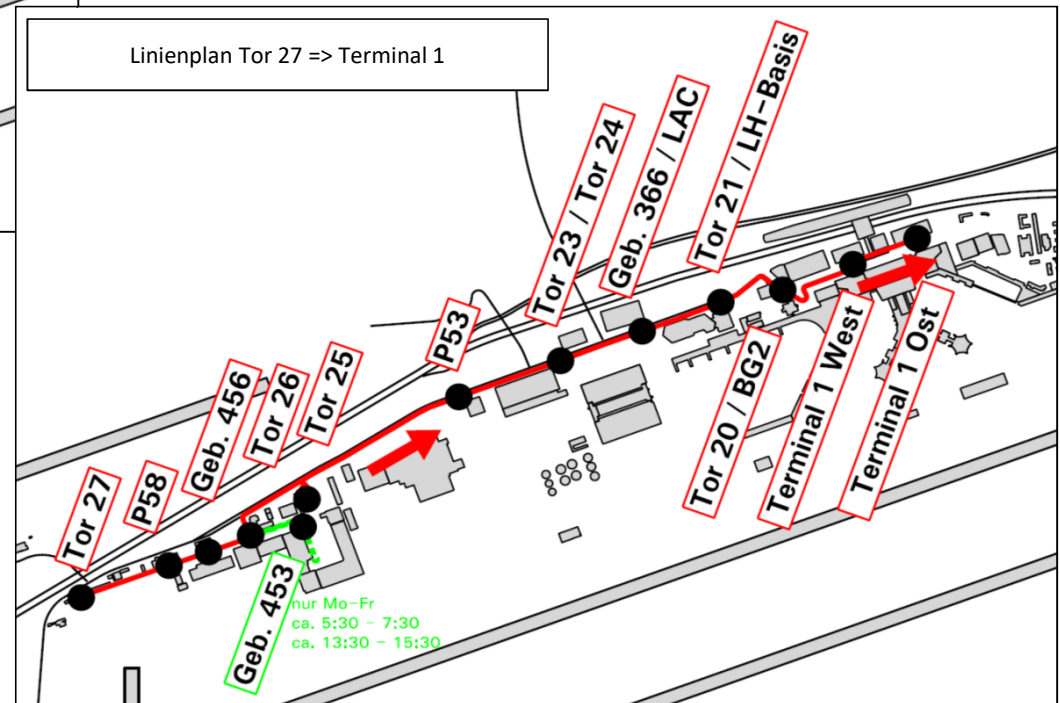 Linienplan Tor 27 => Terminal 1
Tor 27
P58
Geb. 456
Tor 26
Tor 25
P53
Tor 23 / Tor 24
Geb. 366 / LAC
Tor 21 / LH-Basis
Tor 20 / BG2
Terminal 1 West
Terminal 1 Ost
Geb. 453
nur Mo-Fr
ca. 5:30 - 7:30
ca. 13:30 - 15:30